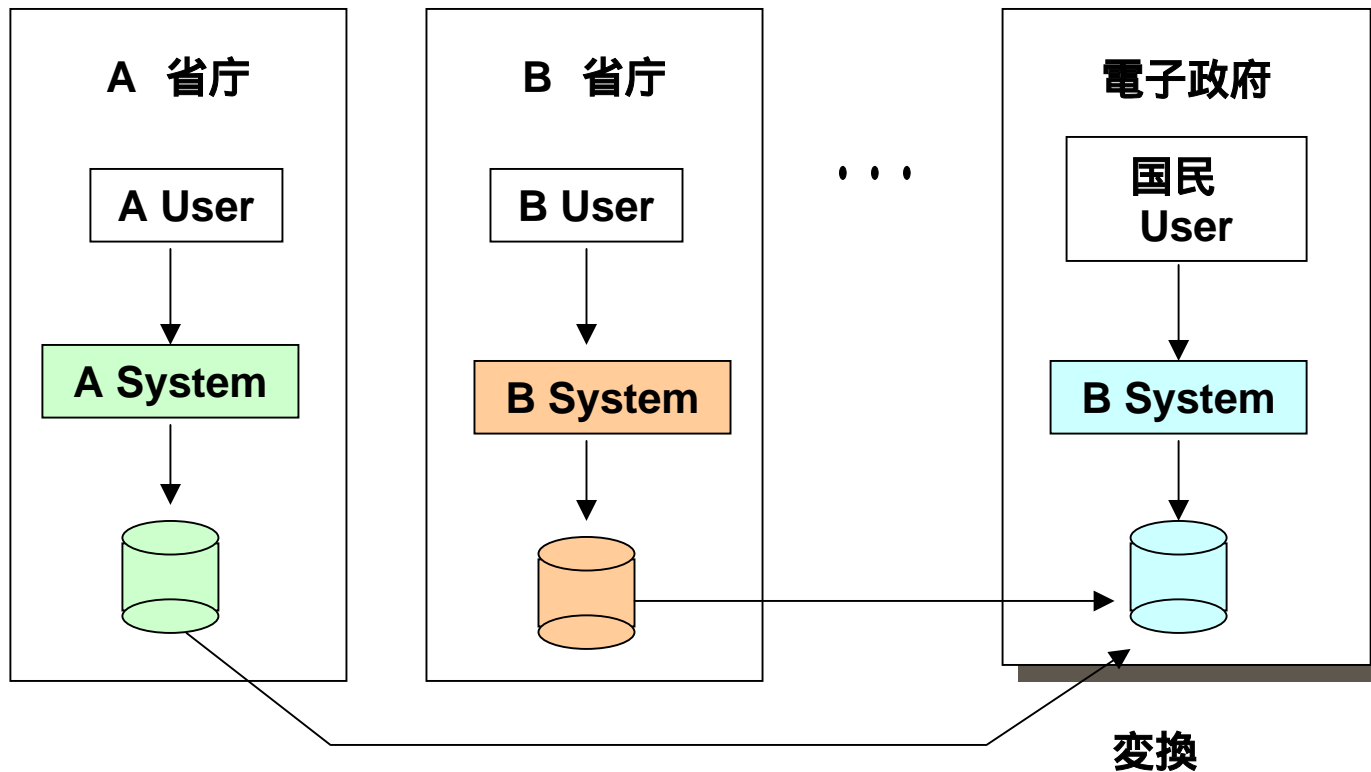 A 省庁
B 省庁
電子政府
A User
B User
・・・
国民
User
A System
B System
B System
変換